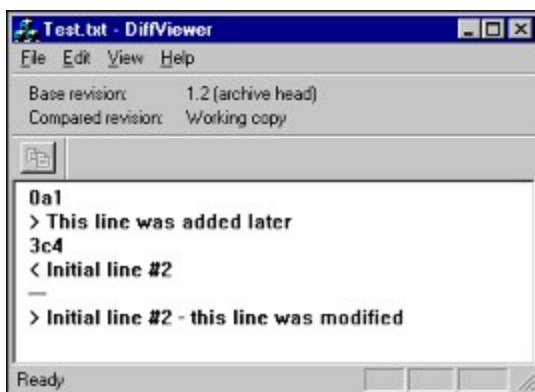 Test.txt - DiffViewer
File Edit View Help
Base revision: 1.2 (archive head)
Compared revision: Working copy
0a1
> This line was added later
3c4
< Initial line #2
---
> Initial line #2 - this line was modified
Ready